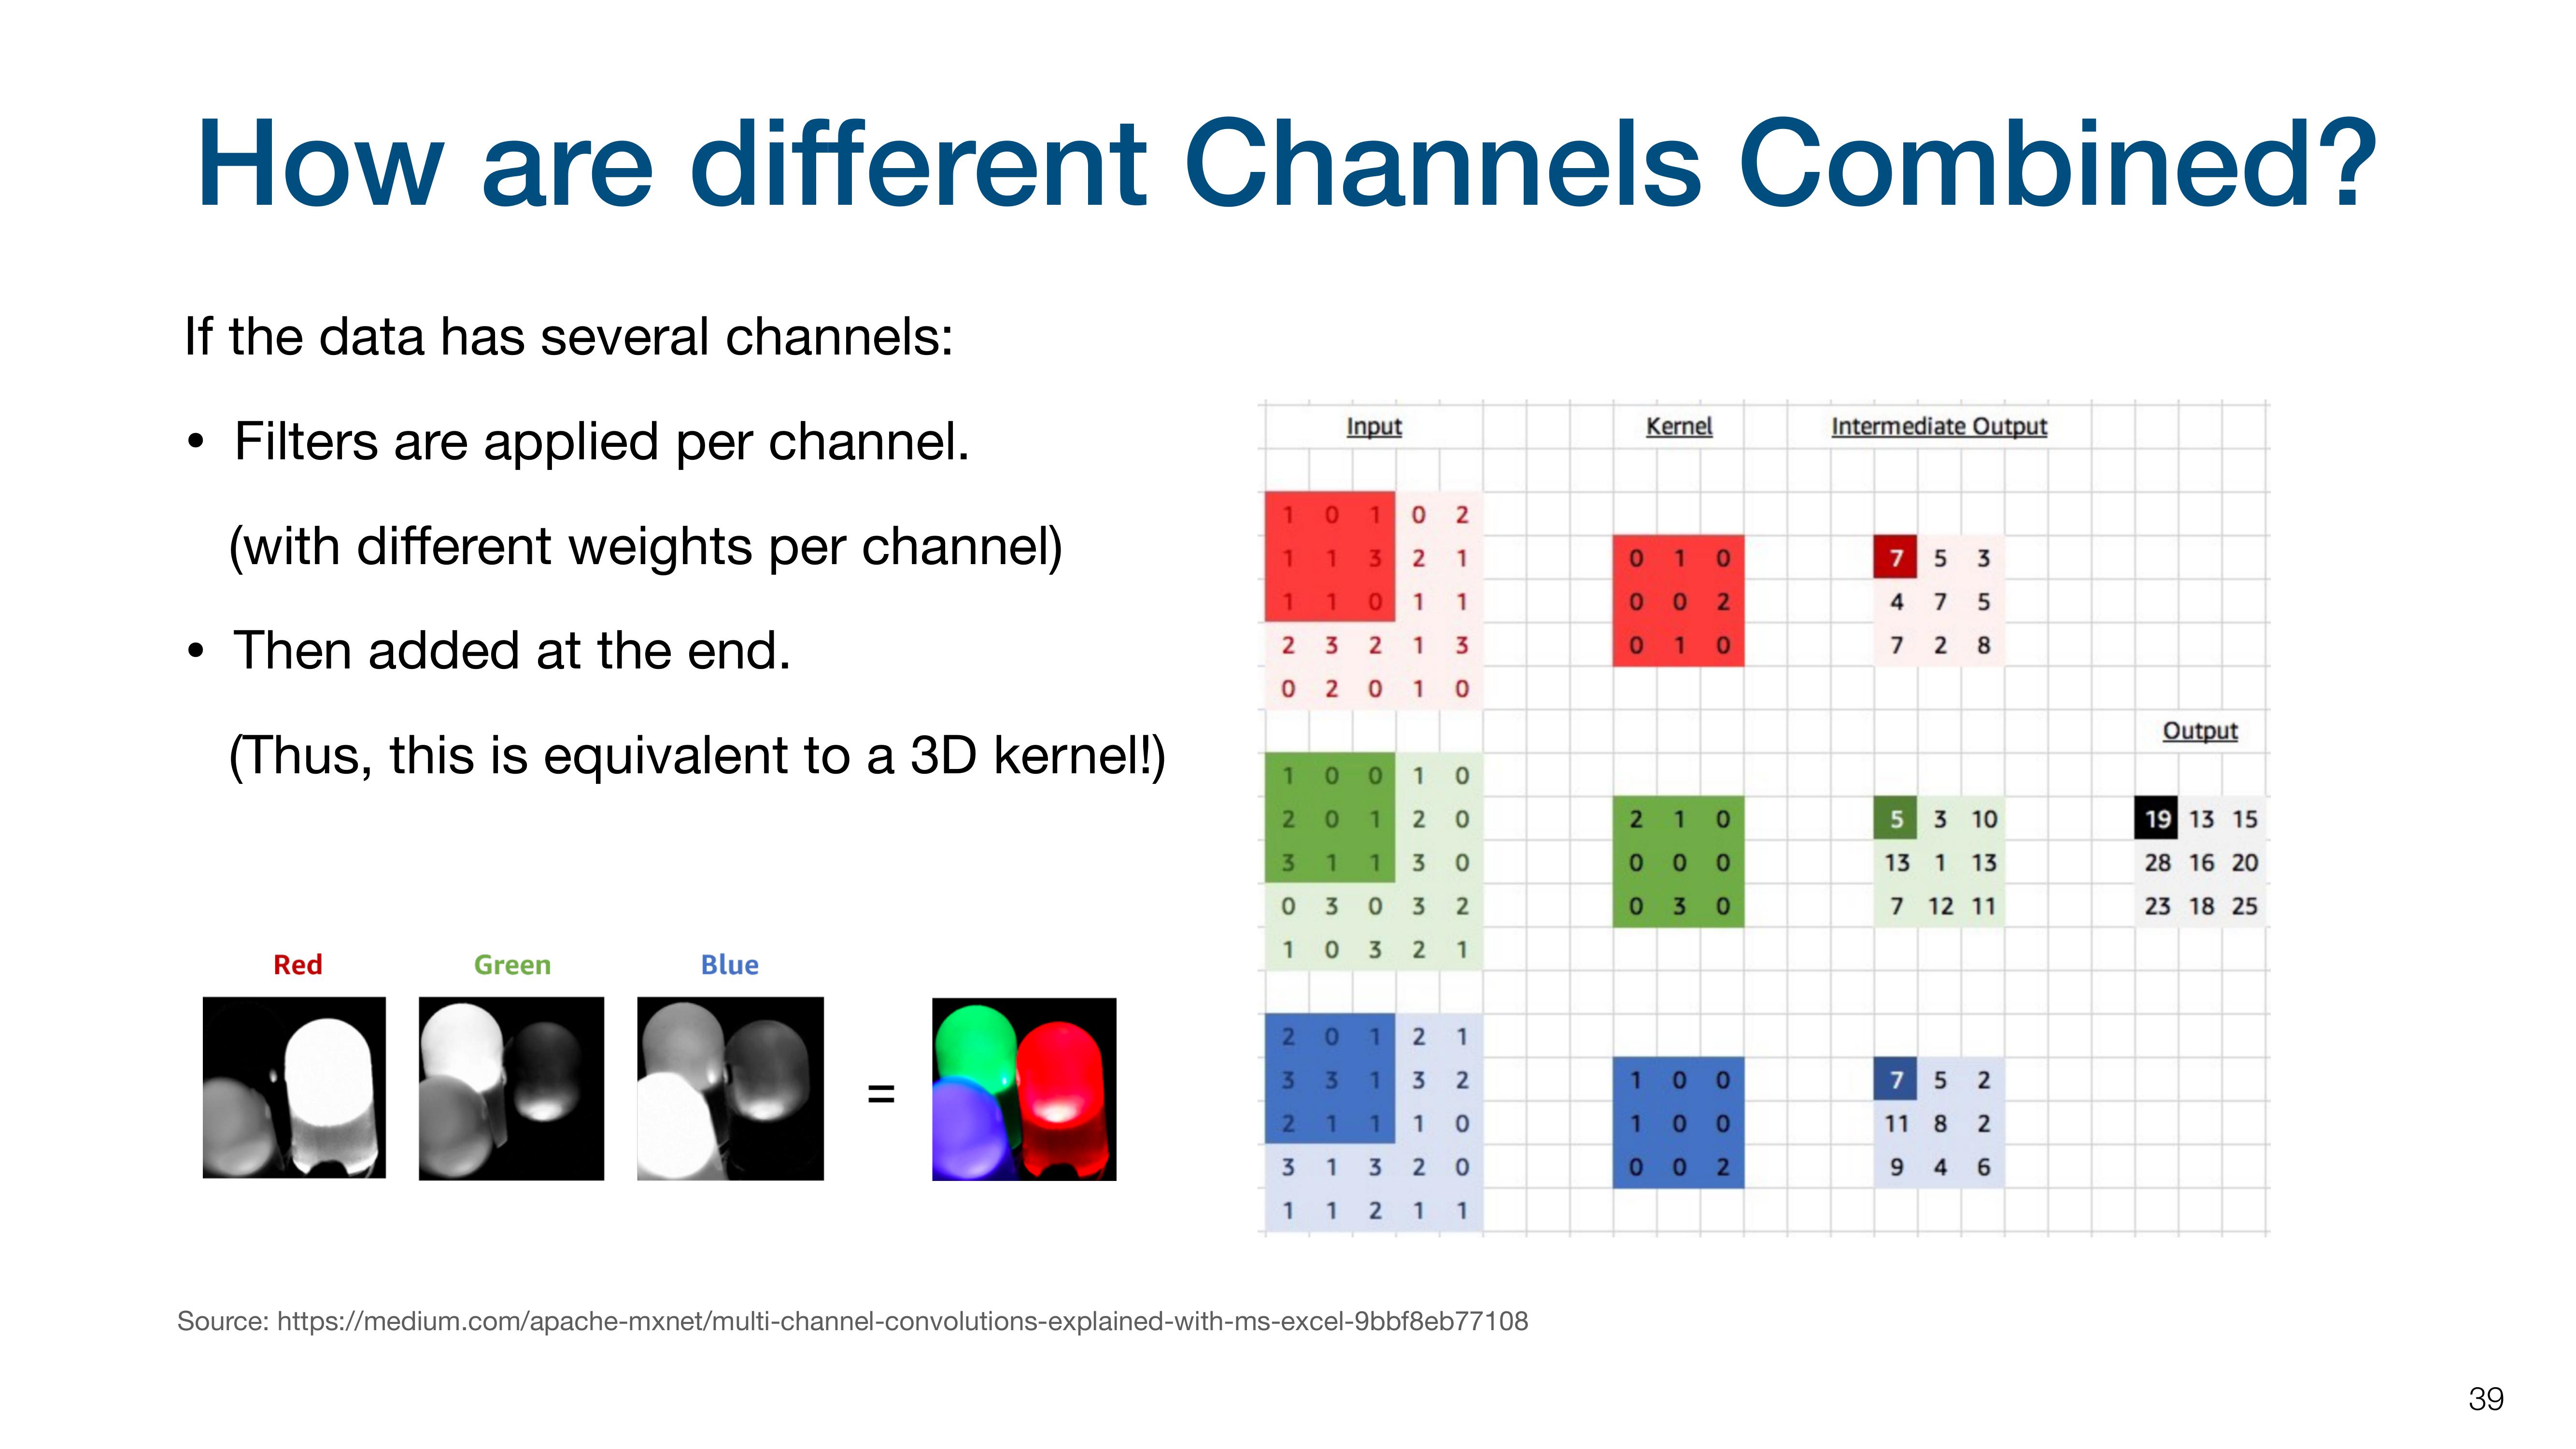 How are different Channels Combined?
If the data has several channels:
• Filters are applied per channel.
(with different weights per channel)
• Then added at the end.
(Thus, this is equivalent to a 3D kernel!)
Red Green Blue
=
Input Kernel Intermediate Output
1 0 1 0 2
1 1 3 2 1
1 1 0 1 1
2 3 2 1 3
0 2 0 1 0
0 1 0
0 0 2
0 1 0
7 5 3
4 7 5
7 2 8
1 0 0 1 0
2 0 1 2 0
3 1 1 3 0
0 3 0 3 2
1 0 3 2 1
2 1 0
0 0 0
0 3 0
5 3 10
13 1 13
7 12 11
Output
19 13 15
28 16 20
23 18 25
2 0 1 2 1
3 3 1 3 2
2 1 1 1 0
3 1 3 2 0
1 1 2 1 1
1 0 0
1 0 0
0 0 2
7 5 2
11 8 2
9 4 6
Source: https://medium.com/apache-mxnet/multi-channel-convolutions-explained-with-ms-excel-9bbf8eb77108
39